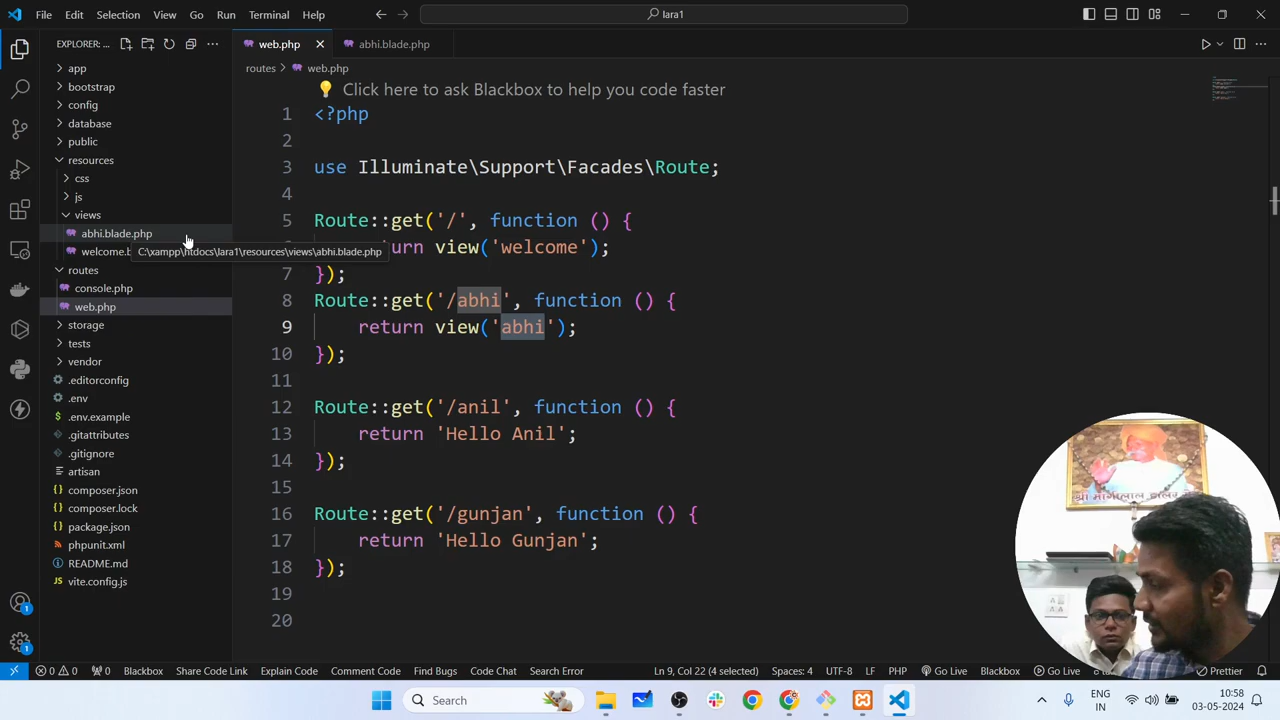 File Edit Selection View Go Run Terminal Help
lara1
EXPLORER: ...
web.php
abhi.blade.php
routes > web.php
app
bootstrap
config
database
public
resources
css
js
views
abhi.blade.php
welcome.b
C:\xampp\htdocs\lara1\resources\views\abhi.blade.php
routes
console.php
web.php
storage
tests
vendor
.editorconfig
.env
.env.example
.gitattributes
.gitignore
artisan
composer.json
composer.lock
package.json
phpunit.xml
README.md
vite.config.js
Click here to ask Blackbox to help you code faster
1 <?php
2
3 use Illuminate\Support\Facades\Route;
4
5 Route::get('/', function () {
urn view('welcome');
7 });
8 Route::get('/abhi', function () {
9 return view('abhi');
10 });
11
12 Route::get('/anil', function () {
13 return 'Hello Anil';
14 });
15
16 Route::get('/gunjan', function () {
17 return 'Hello Gunjan';
18 });
19
20
0 0 0 Blackbox Share Code Link Explain Code Comment Code Find Bugs Code Chat Search Error Ln 9, Col 22 (4 selected) Spaces: 4 UTF-8 LF PHP Go Live Blackbox Go Live Prettier
1
1
Search
ENG
IN
10:58
03-05-2024